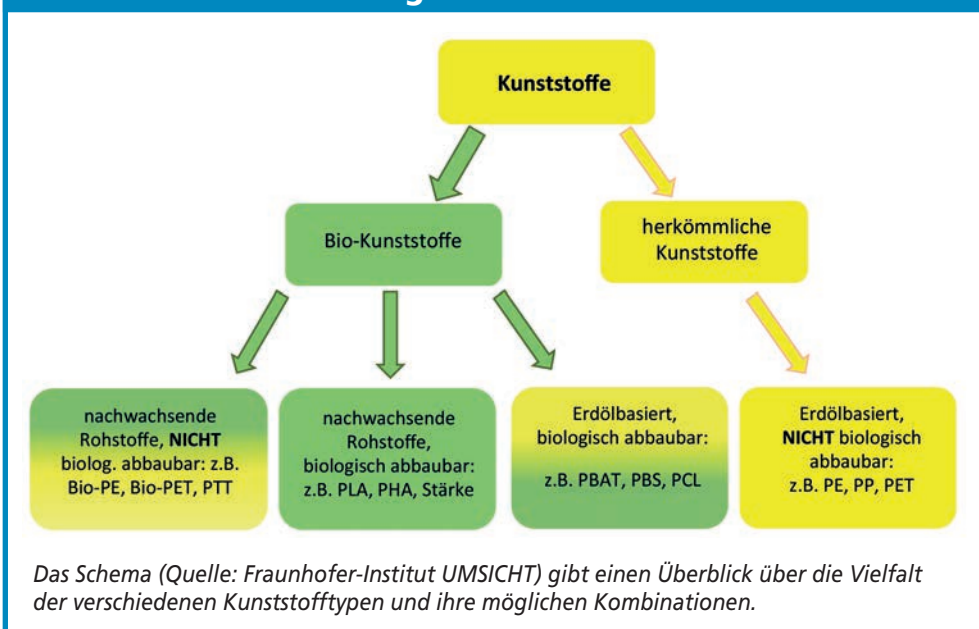 Kunststoffe
Bio-Kunststoffe
herkömmliche
Kunststoffe
nachwachsende
Rohstoffe, NICHT
biolog. abbaubar: z.B.
Bio-PE, Bio-PET, PTT
nachwachsende
Rohstoffe,
biologisch abbaubar:
z.B. PLA, PHA, Stärke
Erdölbasiert,
biologisch abbaubar:
z.B. PBAT, PBS, PCL
Erdölbasiert,
NICHT biologisch
abbaubar:
z.B. PE, PP, PET
Das Schema (Quelle: Fraunhofer-Institut UMSICHT) gibt einen Überblick über die Vielfalt
der verschiedenen Kunststofftypen und ihre möglichen Kombinationen.